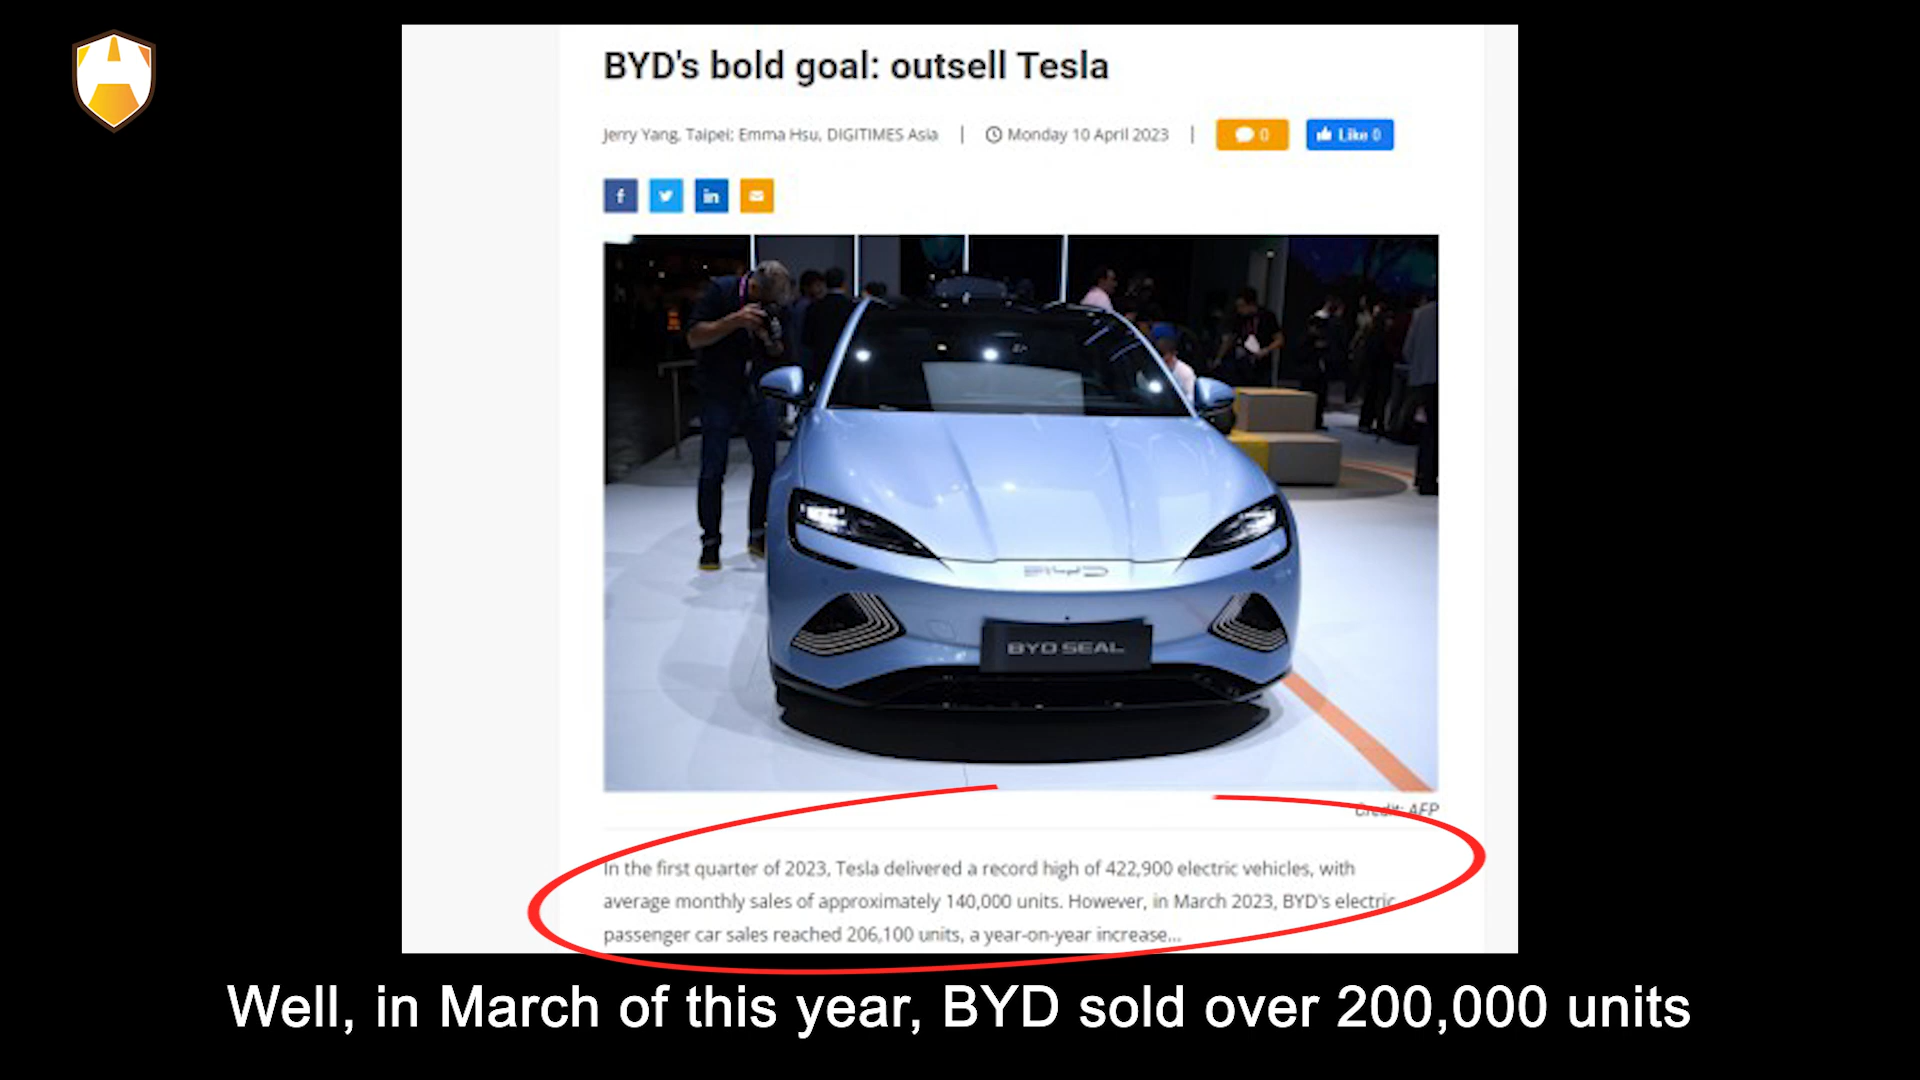 BYD's bold goal: outsell Tesla
Jerry Yang, Taipei; Emma Hsu, DIGITIMES Asia | Monday 10 April 2023 | 0 Like 0
f in
BYD
BYD SEAL
Credit: AFP
In the first quarter of 2023, Tesla delivered a record high of 422,900 electric vehicles, with
average monthly sales of approximately 140,000 units. However, in March 2023, BYD's electric
passenger car sales reached 206,100 units, a year-on-year increase...
Well, in March of this year, BYD sold over 200,000 units